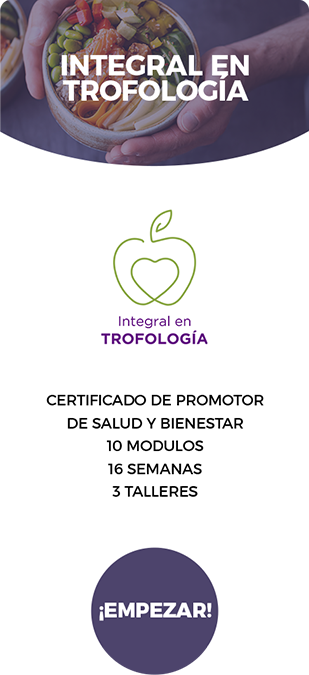 INTEGRAL EN
TROFOLOGÍA
Integral en
TROFOLOGÍA
CERTIFICADO DE PROMOTOR
DE SALUD Y BIENESTAR
10 MODULOS
16 SEMANAS
3 TALLERES
¡EMPEZAR!